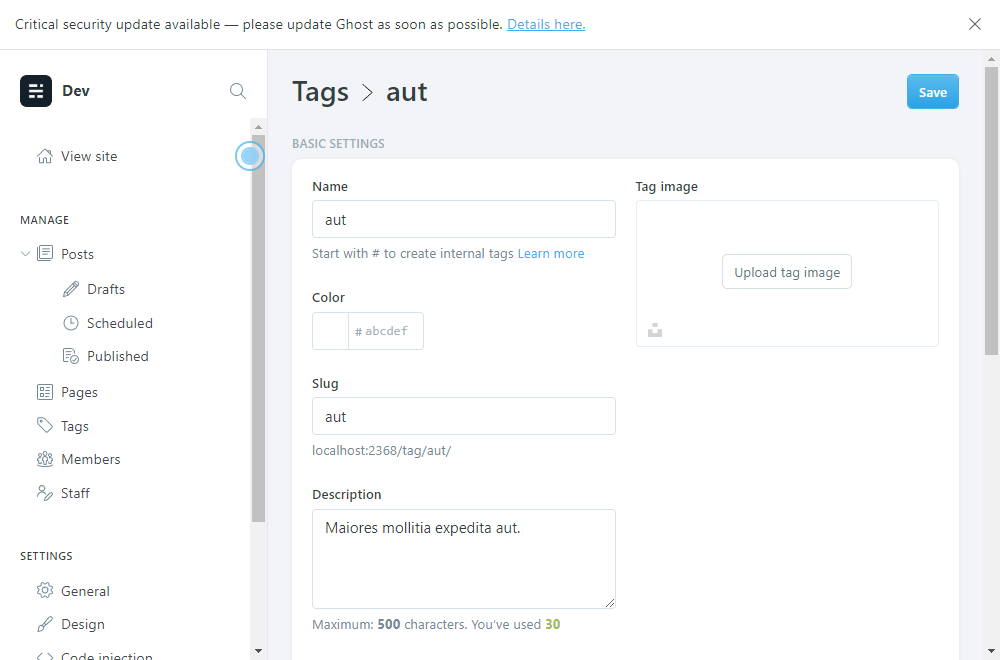 Critical security update available — please update Ghost as soon as possible. Details here.
Dev
View site
MANAGE
Posts
Drafts
Scheduled
Published
Pages
Tags
Members
Staff
SETTINGS
General
Design
Code injection
Tags > aut
Save
BASIC SETTINGS
Name
aut
Start with # to create internal tags Learn more
Color
# abcdef
Slug
aut
localhost:2368/tag/aut/
Description
Maiores mollitia expedita aut.
Maximum: 500 characters. You've used 30
Tag image
Upload tag image